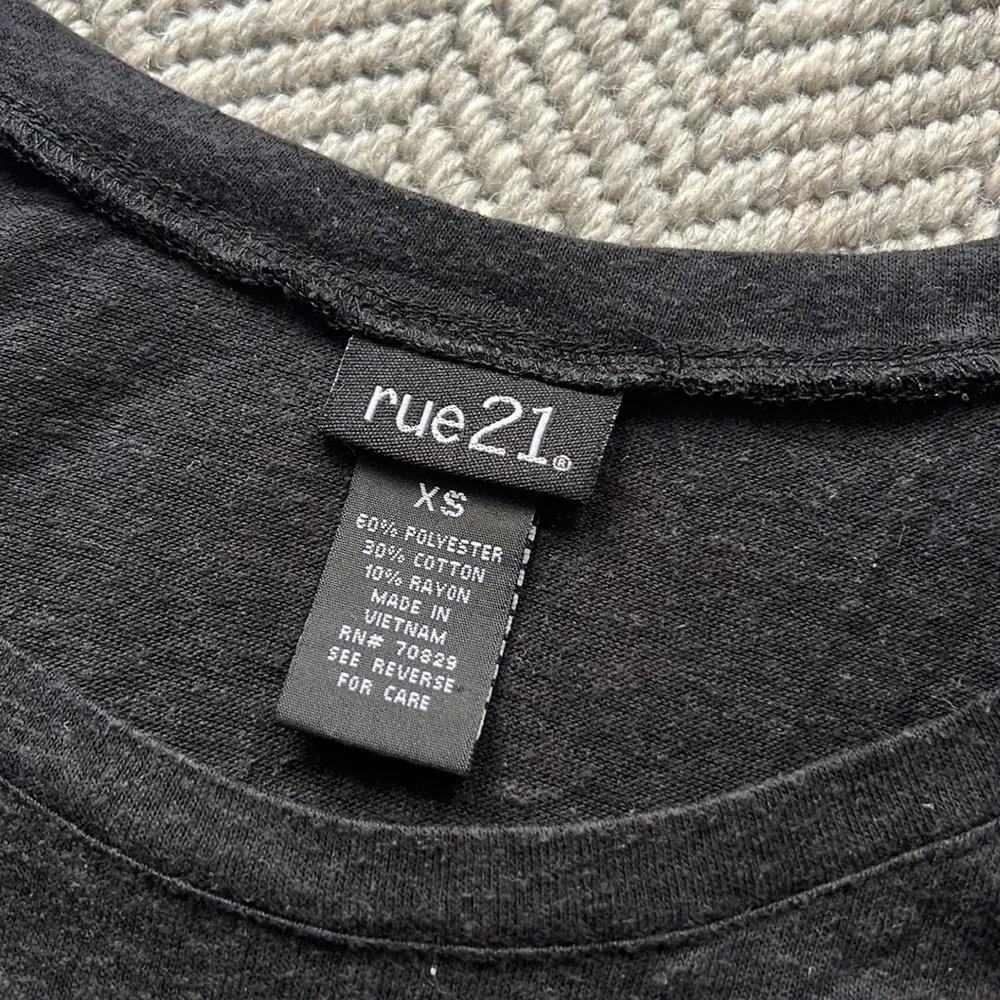 rue21®
XS
60% POLYESTER
30% COTTON
10% RAYON
MADE IN
VIETNAM
RN# 70829
SEE REVERSE
FOR CARE